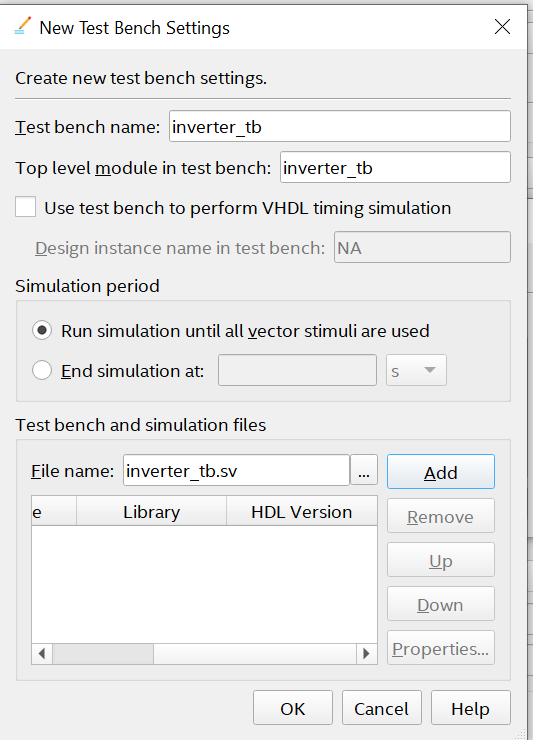 New Test Bench Settings
Create new test bench settings.
Test bench name: inverter_tb
Top level module in test bench: inverter_tb
Use test bench to perform VHDL timing simulation
Design instance name in test bench: NA
Simulation period
Run simulation until all vector stimuli are used
End simulation at: s
Test bench and simulation files
File name: inverter_tb.sv ... Add
e Library HDL Version
Remove
Up
Down
Properties...
OK Cancel Help